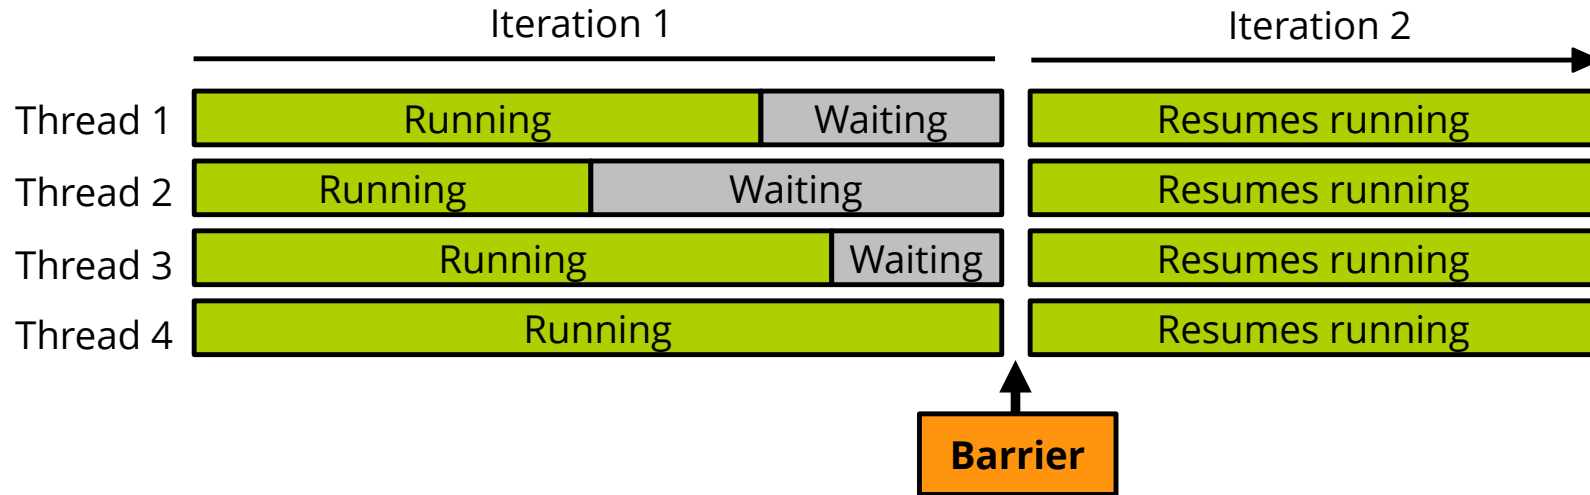 Iteration 1 Iteration 2
Thread 1 Running Waiting Resumes running
Thread 2 Running Waiting Resumes running
Thread 3 Running Waiting Resumes running
Thread 4 Running Resumes running
Barrier